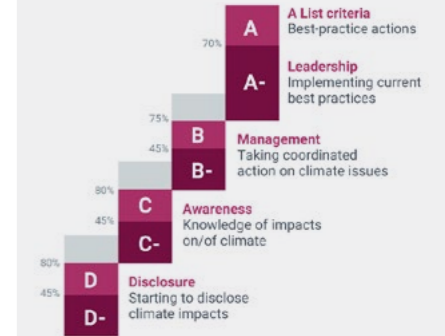 A
A List criteria
Best-practice actions
70%
Leadership
A-
Implementing current
best practices
75%
B
Management
45%
B-
Taking coordinated
action on climate issues
80%
C
Awareness
45%
C-
Knowledge of impacts
on/of climate
80%
D
Disclosure
45%
D-
Starting to disclose
climate impacts